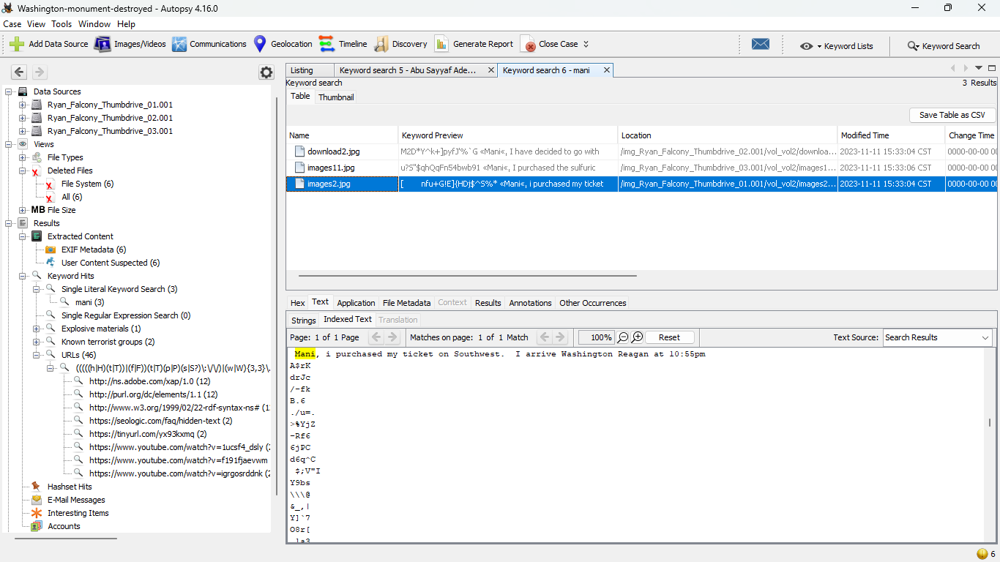 Washington-monument-destroyed - Autopsy 4.16.0
Case View Tools Window Help
Add Data Source Images/Videos Communications Geolocation Timeline Discovery Generate Report Close Case Keyword Lists Keyword Search
Data Sources
Ryan_Falcony_Thumbdrive_01.001
Ryan_Falcony_Thumbdrive_02.001
Ryan_Falcony_Thumbdrive_03.001
Views
File Types
Deleted Files
File System (6)
All (6)
MB File Size
Results
Extracted Content
EXIF Metadata (6)
User Content Suspected (6)
Keyword Hits
Single Literal Keyword Search (3)
mani (3)
Single Regular Expression Search (0)
Explosive materials (1)
Known terrorist groups (2)
URLs (46)
(((((h|H)(t|T))|(f|F))(t|T)(p|P)(s|S?)\:\/\/)|(w|W){3,3}\.
http://ns.adobe.com/xap/1.0 (12)
http://purl.org/dc/elements/1.1 (12)
http://www.w3.org/1999/02/22-rdf-syntax-ns# (1
https://seologic.com/faq/hidden-text (2)
https://tinyurl.com/yx93kxmq (2)
https://www.youtube.com/watch?v=1ucsf4_dsly (
https://www.youtube.com/watch?v=f191fjaevwm
https://www.youtube.com/watch?v=igrgosrddnk (2
Hashset Hits
E-Mail Messages
Interesting Items
Accounts
Listing Keyword search 5 - Abu Sayyaf Ade... Keyword search 6 - mani
Keyword search 3 Results
Table Thumbnail
Save Table as CSV
Name Keyword Preview Location Modified Time Change Time
download2.jpg M2D*Y^k+]pyfJ'%`G «Mani«, I have decided to go with /img_Ryan_Falcony_Thumbdrive_02.001/vol_vol2/downloa... 2023-11-11 15:33:04 CST 0000-00-00 00
images11.jpg u?S"$qhQqFn54bwb91 «Mani«, I purchased the sulfuric /img_Ryan_Falcony_Thumbdrive_03.001/vol_vol2/images1... 2023-11-11 15:33:06 CST 0000-00-00 00
images2.jpg [ nfu+G!E]{HDj$^S%* «Mani«, i purchased my ticket /img_Ryan_Falcony_Thumbdrive_01.001/vol_vol2/images2... 2023-11-11 15:33:04 CST 0000-00-00 00
Hex Text Application File Metadata Context Results Annotations Other Occurrences
Strings Indexed Text Translation
Page: 1 of 1 Page Matches on page: 1 of 1 Match 100% Reset Text Source: Search Results
Mani, i purchased my ticket on Southwest. I arrive Washington Reagan at 10:55pm
A$rK
drJc
/-fk
B.6
./u=.
>%YjZ
-Rf6
6jPC
d6q^C
$;V"I
Y9bs
\\\@
&_,|
Y]`7
O8r[
]a3
6